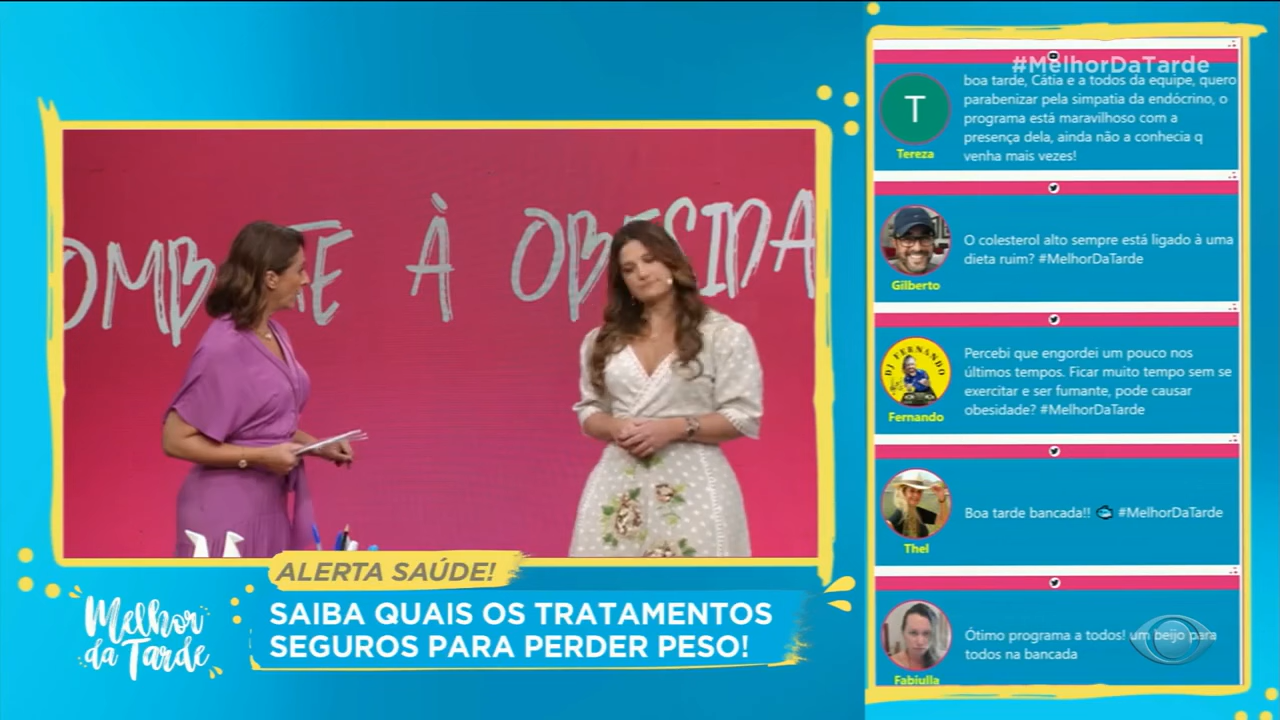 #MelhorDaTarde
boa tarde, Cátia e a todos da equipe, quero
parabenizar pela simpatia da endócrino, o
programa está maravilhoso com a
presença dela, ainda não a conhecia q
venha mais vezes!
T
Tereza
O colesterol alto sempre está ligado à uma
dieta ruim? #MelhorDaTarde
Gilberto
Percebi que engordei um pouco nos
últimos tempos. Ficar muito tempo sem se
exercitar e ser fumante, pode causar
obesidade? #MelhorDaTarde
DJ FERNANDO
Fernando
Boa tarde bancada!! #MelhorDaTarde
Thel
Ótimo programa a todos! um beijo para
todos na bancada
Fabiulla
OMBATE À OBESIDA
ALERTA SAÚDE!
SAIBA QUAIS OS TRATAMENTOS
SEGUROS PARA PERDER PESO!
Melhor
da Tarde